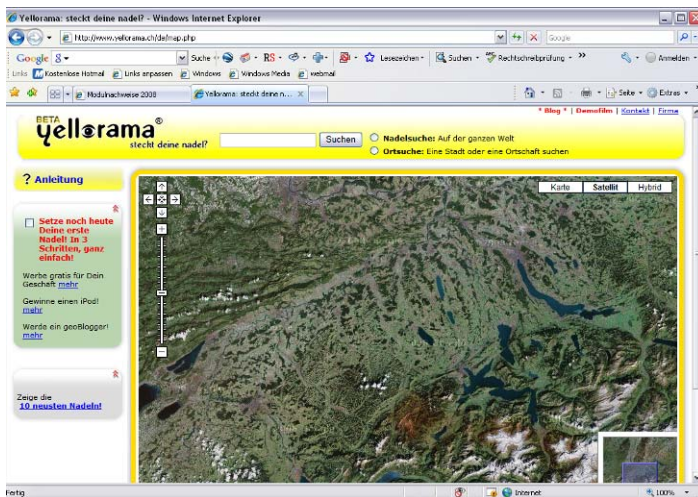 Yellorama: steckt deine nadel? - Windows Internet Explorer
http://www.yellorama.ch/de/map.php
Google
Google
Suche
RS
Lesezeichen
Suchen
Rechtschreibprüfung
Anmelden
Links
Kostenlose Hotmail
Links anpassen
Windows
Windows Media
webmail
Modulnachweise 2008
Yellorama: steckt deine n...
Seite
Extras
* Blog * | Demofilm | Kontakt | Firma
BETA
yellorama®
steckt deine nadel?
Suchen
Nadelsuche: Auf der ganzen Welt
Ortsuche: Eine Stadt oder eine Ortschaft suchen
? Anleitung
Karte
Satellit
Hybrid
Setze noch heute
Deine erste
Nadel! In 3
Schritten, ganz
einfach!
Werbe gratis für Dein
Geschäft mehr
Gewinne einen iPod!
mehr
Werde ein geoBlogger!
mehr
Zeige die
10 neusten Nadeln!
Fertig
Internet
100%